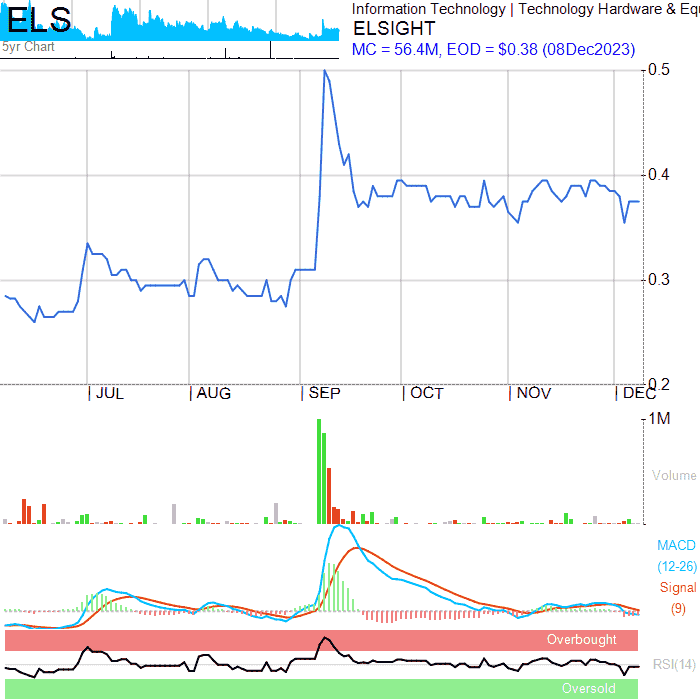 ELS
5yr Chart
Information Technology | Technology Hardware & Equ
ELSIGHT
MC = 56.4M, EOD = $0.38 (08Dec2023)
0.5
0.4
0.3
0.2
JUL AUG SEP OCT NOV DEC
1M
Volume
MACD
(12-26)
Signal
(9)
Overbought
RSI(14)
Oversold